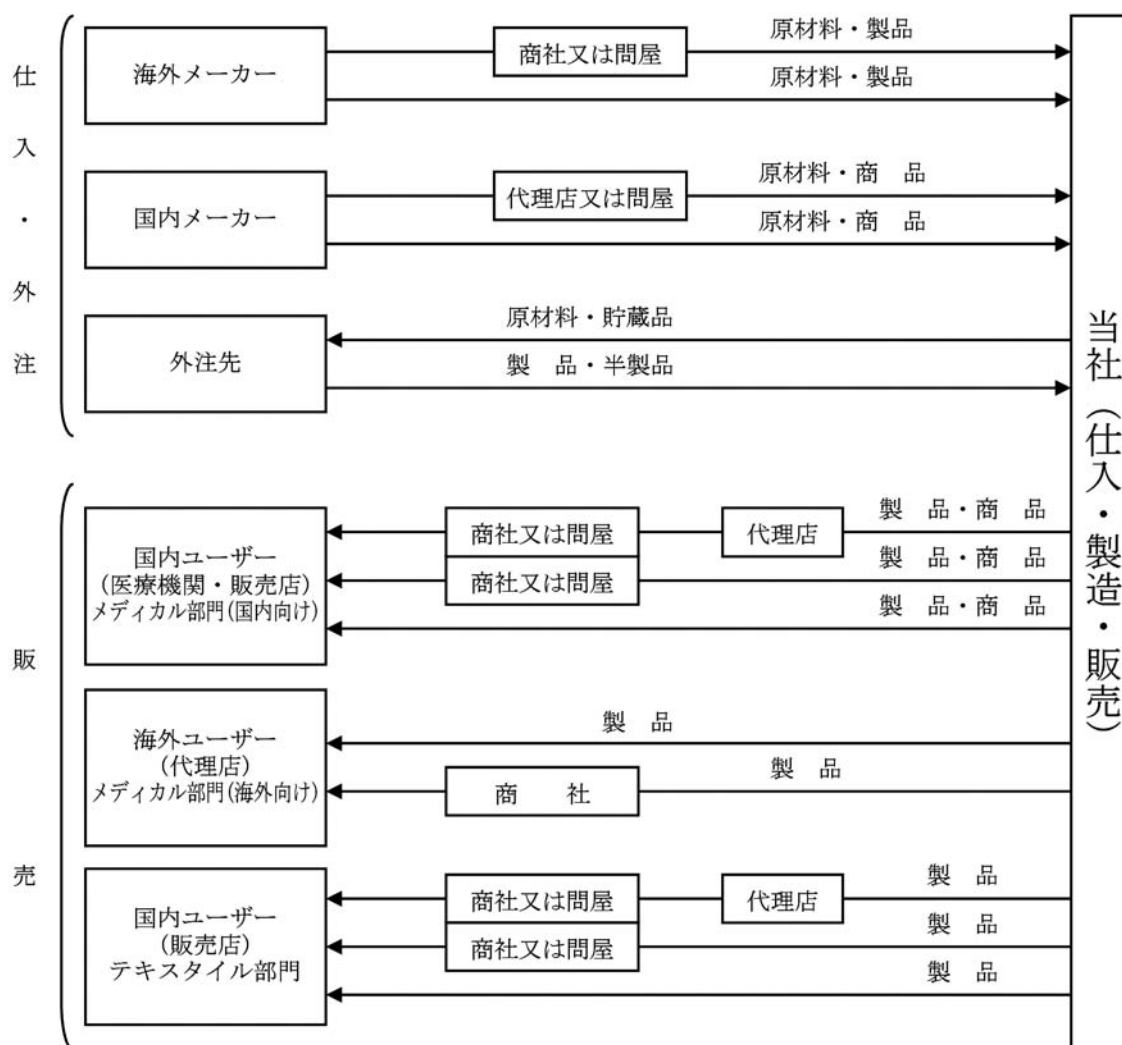 仕入・外注
海外メーカー
商社又は問屋
原材料・製品
原材料・製品
国内メーカー
代理店又は問屋
原材料・商　品
原材料・商　品
外注先
原材料・貯蔵品
製　品・半製品
当社（仕入・製造・販売）
販売
国内ユーザー
（医療機関・販売店）
メディカル部門（国内向け）
商社又は問屋
代理店
製　品・商　品
商社又は問屋
製　品・商　品
製　品・商　品
海外ユーザー
（代理店）
メディカル部門（海外向け）
製　品
商　　社
製　品
国内ユーザー
（販売店）
テキスタイル部門
商社又は問屋
代理店
製　品
商社又は問屋
製　品
製　品